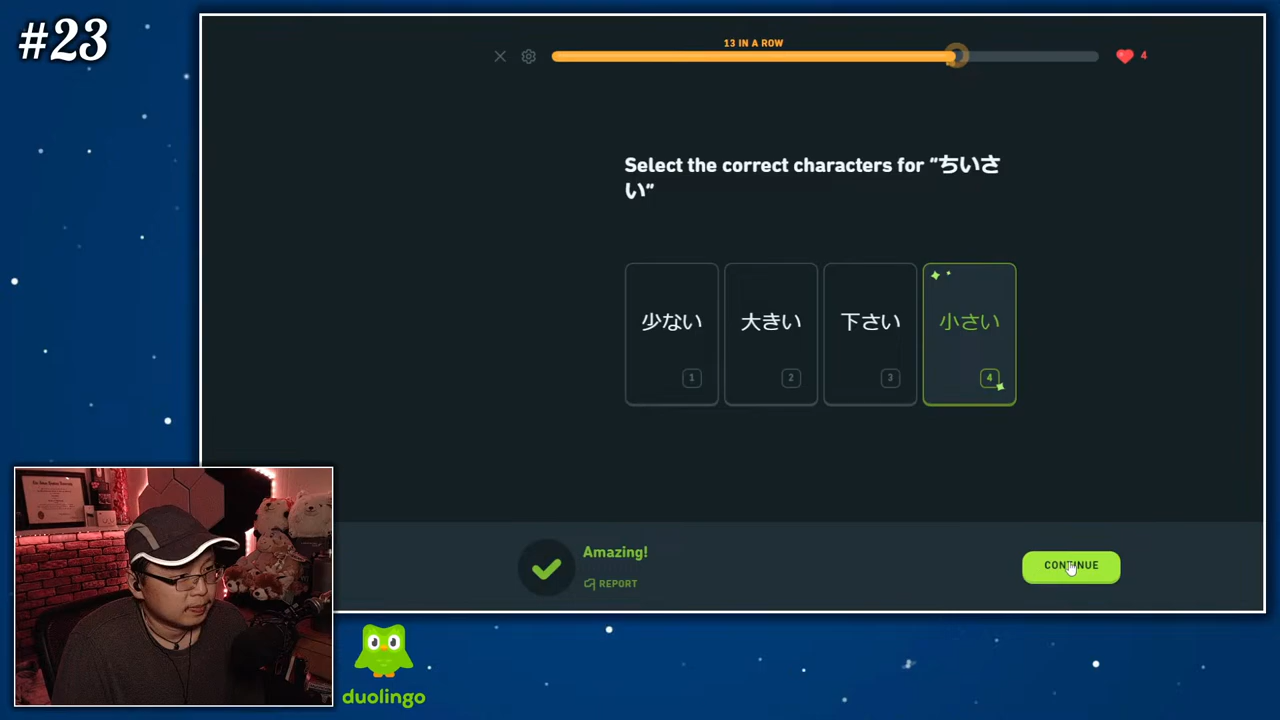 #23
13 IN A ROW
4
Select the correct characters for “ちいさ
い”
少ない
大きい
下さい
小さい
1
2
3
4
Amazing!
REPORT
CONTINUE
duolingo